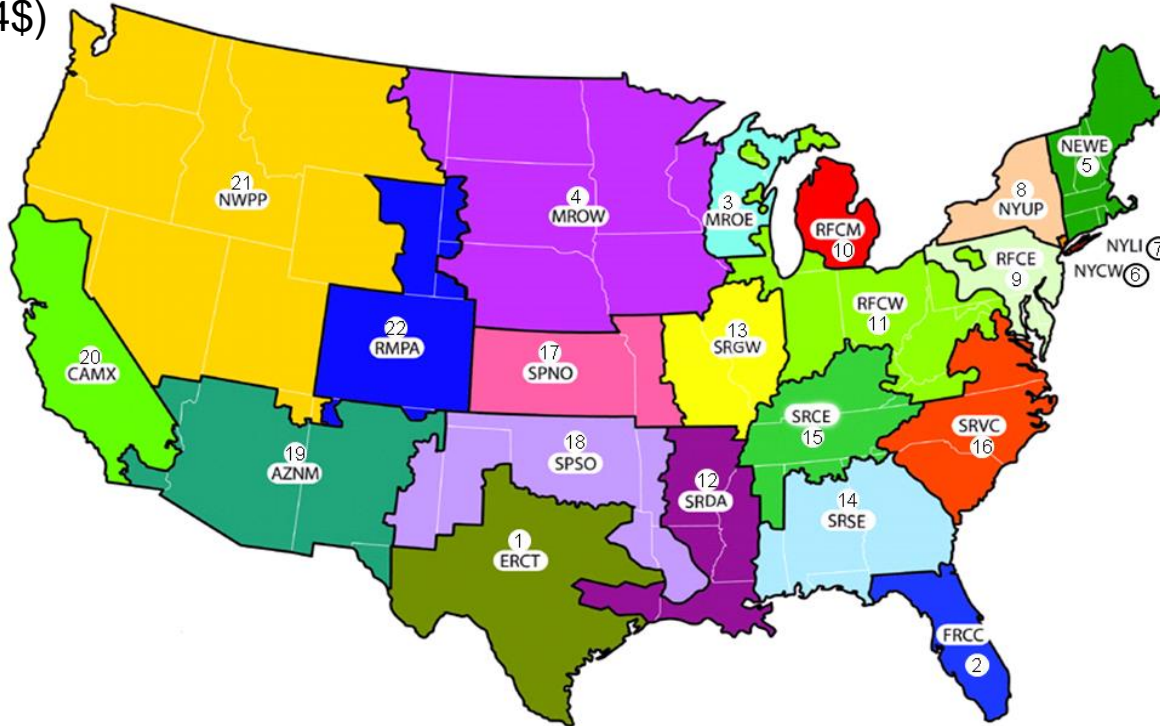 4$)
21
NWPP
4
MROW
3
MROE
RFCM
10
NEWE
5
8
NYUP
NYLI 7
NYCW 6
RFCE
9
RFCW
11
13
SRGW
22
RMPA
17
SPNO
20
CAMX
SRCE
15
SRVC
16
18
SPSO
19
AZNM
12
SRDA
14
SRSE
1
ERCT
FRCC
2